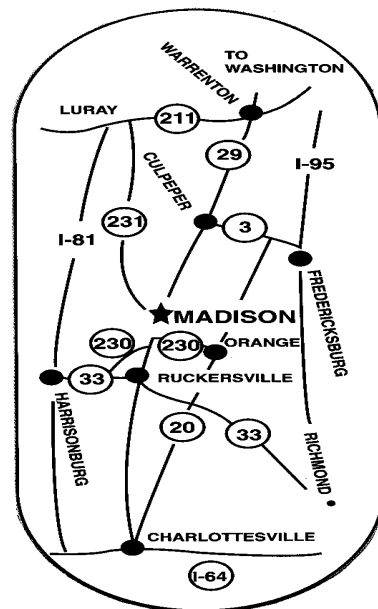 TO
WASHINGTON
WARRENTON
LURAY
211
29
I-95
CULPEPER
231
3
I-81
MADISON
FREDERICKSBURG
230
230
ORANGE
33
RUCKERSVILLE
HARRISONBURG
20
33
RICHMOND
CHARLOTTESVILLE
I-64